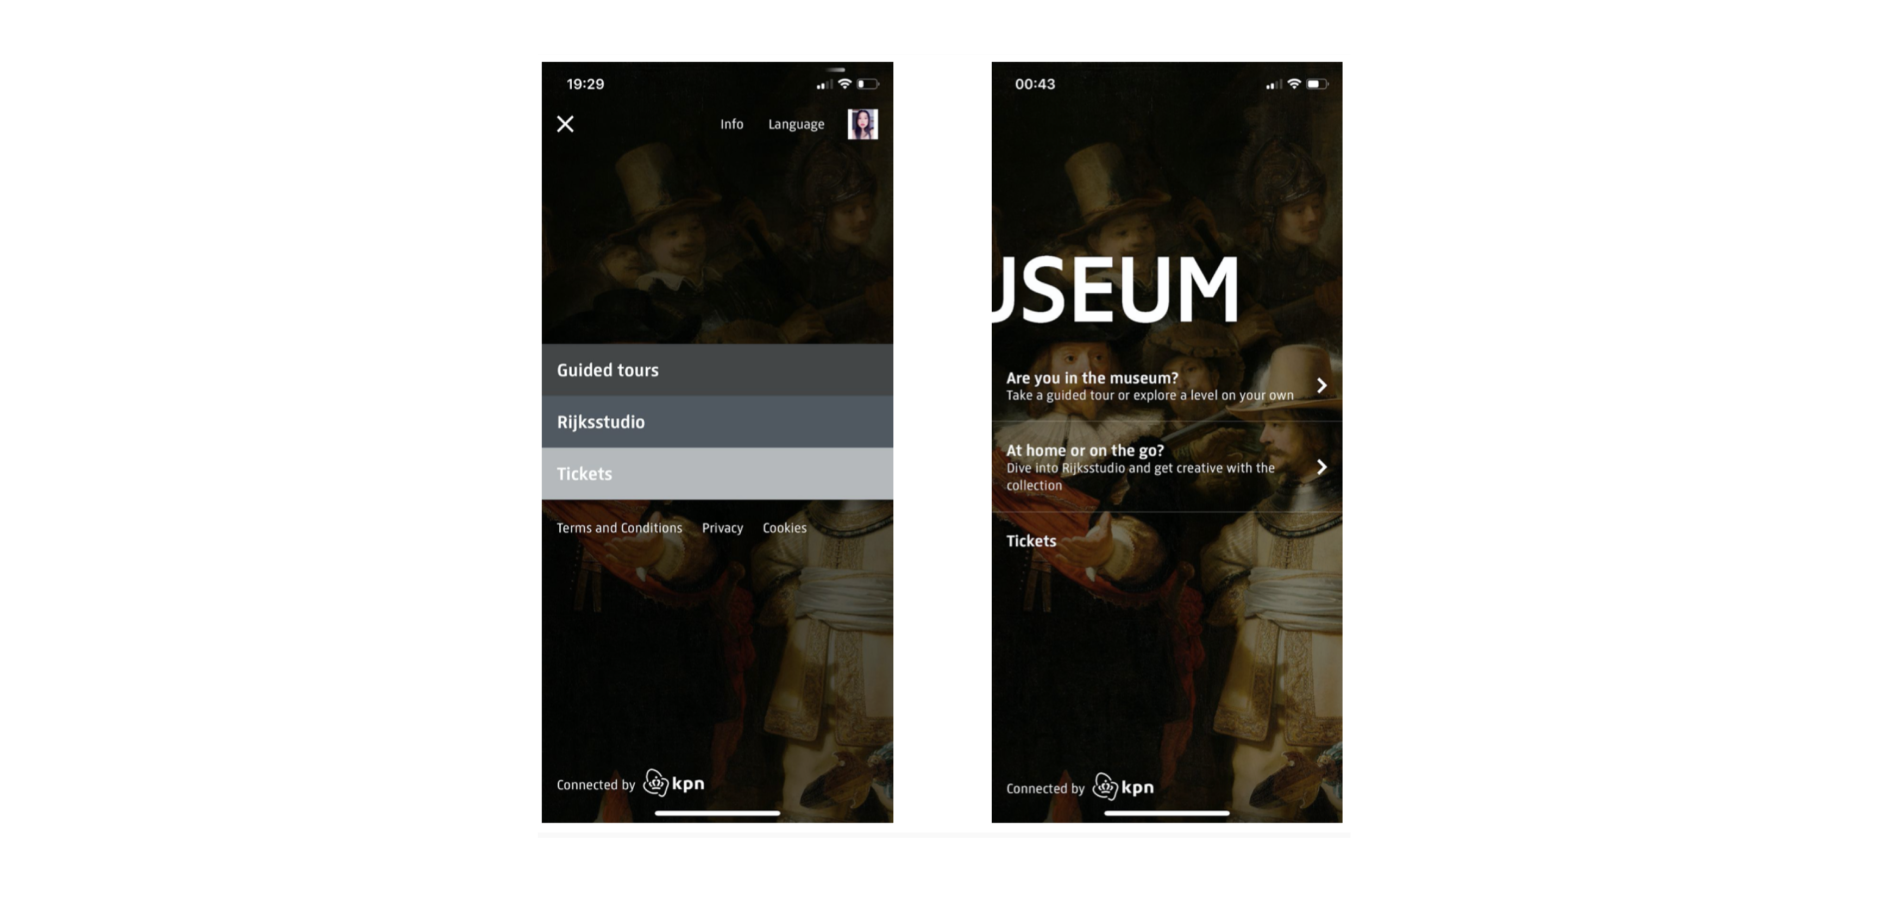 19:29
Info Language
Guided tours
Rijksstudio
Tickets
Terms and Conditions Privacy Cookies
Connected by kpn
00:43
USEUM
Are you in the museum?
Take a guided tour or explore a level on your own
At home or on the go?
Dive into Rijksstudio and get creative with the
collection
Tickets
Connected by kpn